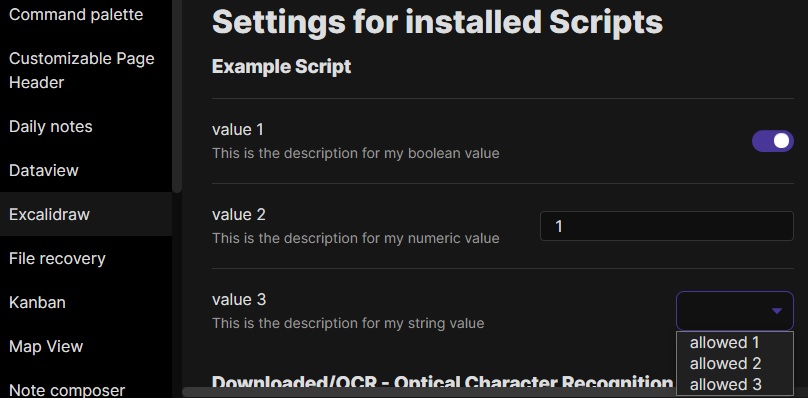 Command palette
Customizable Page
Header
Daily notes
Dataview
Excalidraw
File recovery
Kanban
Map View
Note composer
Settings for installed Scripts
Example Script
value 1
This is the description for my boolean value
value 2
This is the description for my numeric value
1
value 3
This is the description for my string value
allowed 1
allowed 2
allowed 3
Downloaded/OCR - Optical Character Recognition